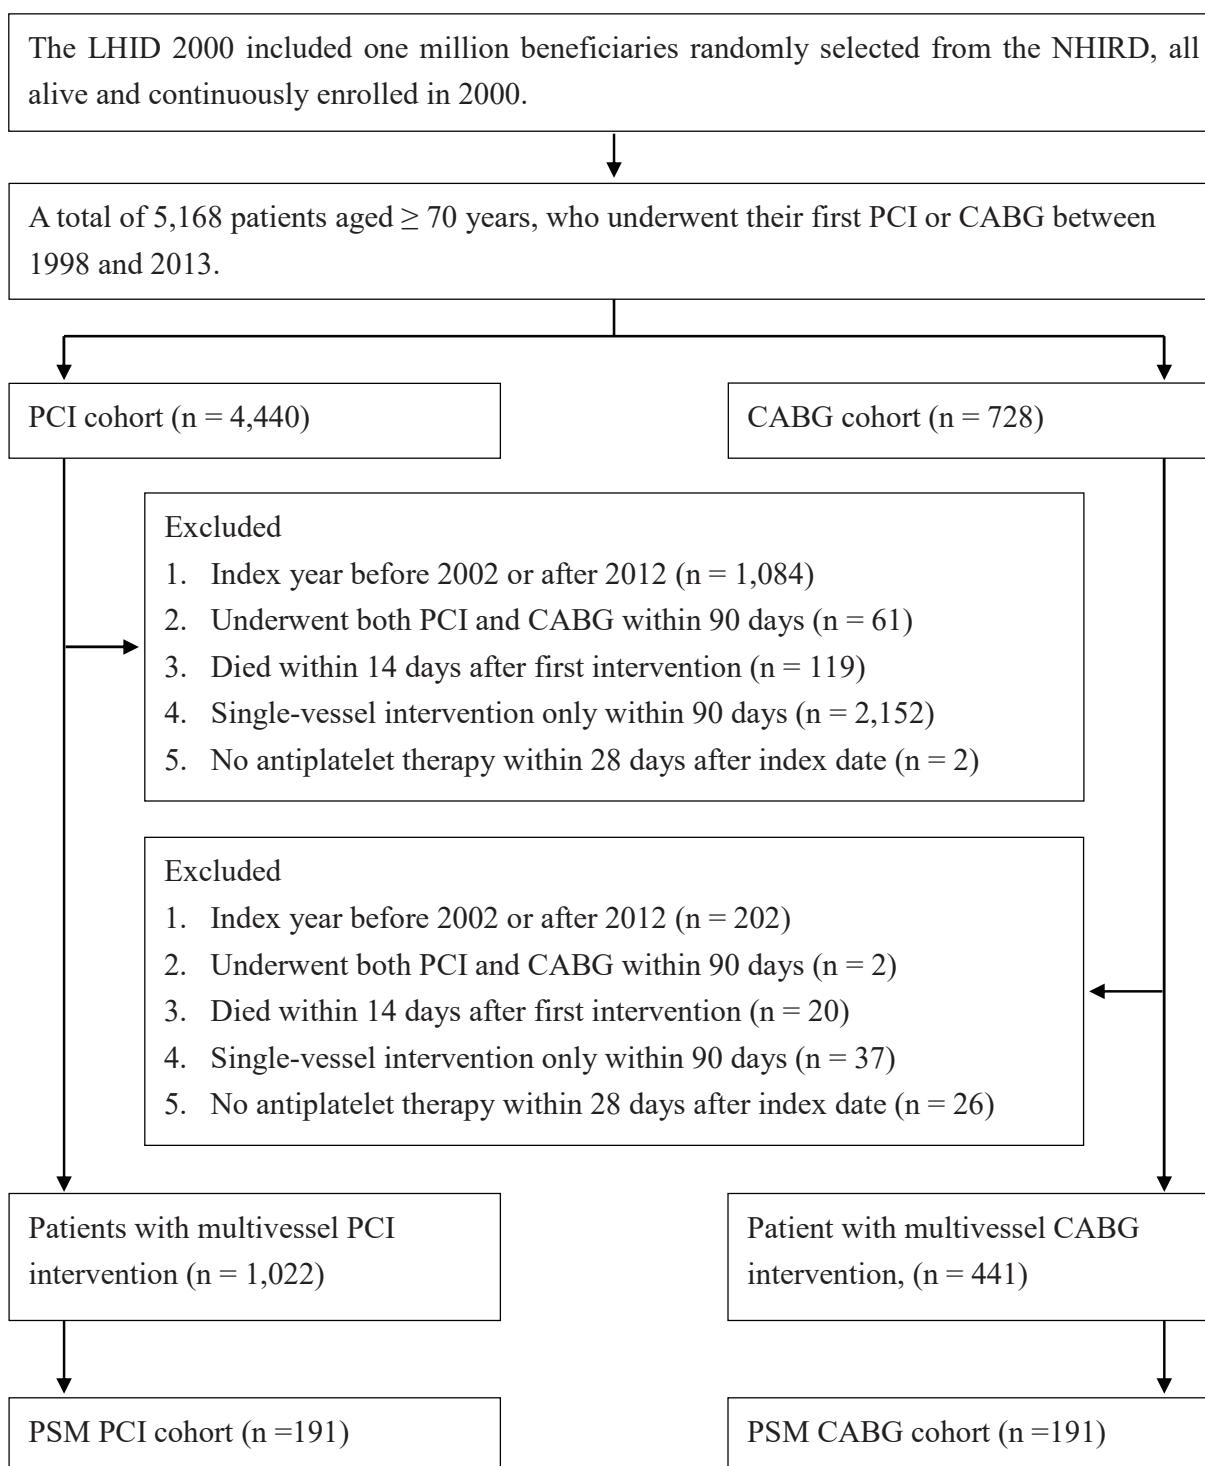 The LHID 2000 included one million beneficiaries randomly selected from the NHIRD, all
alive and continuously enrolled in 2000.
A total of 5,168 patients aged ≥ 70 years, who underwent their first PCI or CABG between
1998 and 2013.
PCI cohort (n = 4,440)
CABG cohort (n = 728)
Excluded
1. Index year before 2002 or after 2012 (n = 1,084)
2. Underwent both PCI and CABG within 90 days (n = 61)
3. Died within 14 days after first intervention (n = 119)
4. Single-vessel intervention only within 90 days (n = 2,152)
5. No antiplatelet therapy within 28 days after index date (n = 2)
Excluded
1. Index year before 2002 or after 2012 (n = 202)
2. Underwent both PCI and CABG within 90 days (n = 2)
3. Died within 14 days after first intervention (n = 20)
4. Single-vessel intervention only within 90 days (n = 37)
5. No antiplatelet therapy within 28 days after index date (n = 26)
Patients with multivessel PCI
intervention (n = 1,022)
Patient with multivessel CABG
intervention, (n = 441)
PSM PCI cohort (n =191)
PSM CABG cohort (n =191)